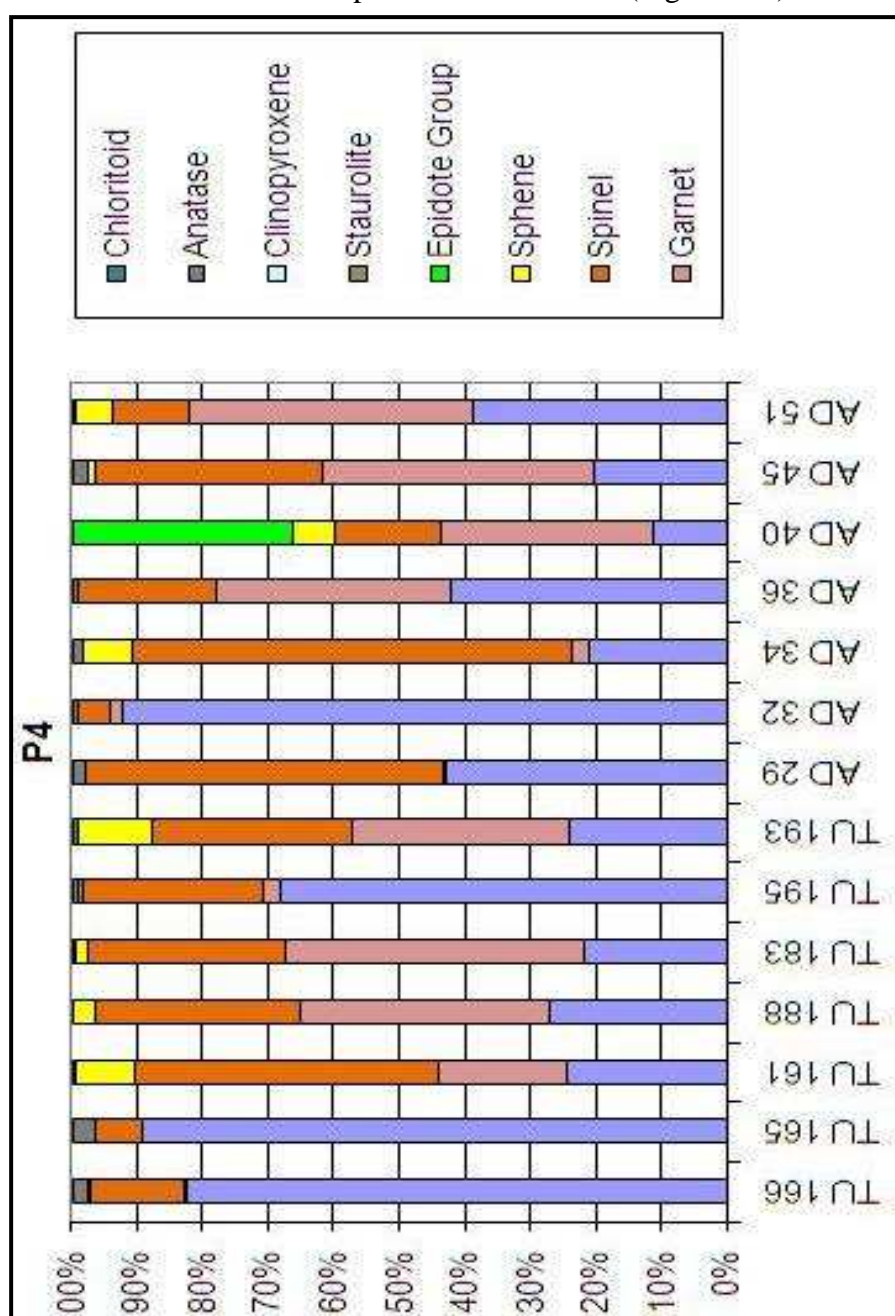 P4
Chloritoid
Anatase
Clinopyroxene
Staurolite
Epidote Group
Sphene
Spinel
Garnet
00%
90%
80%
70%
60%
50%
40%
30%
20%
10%
0%
TU 166
TU 165
TU 161
TU 188
TU 183
TU 195
TU 193
AD 29
AD 32
AD 34
AD 36
AD 40
AD 45
AD 51